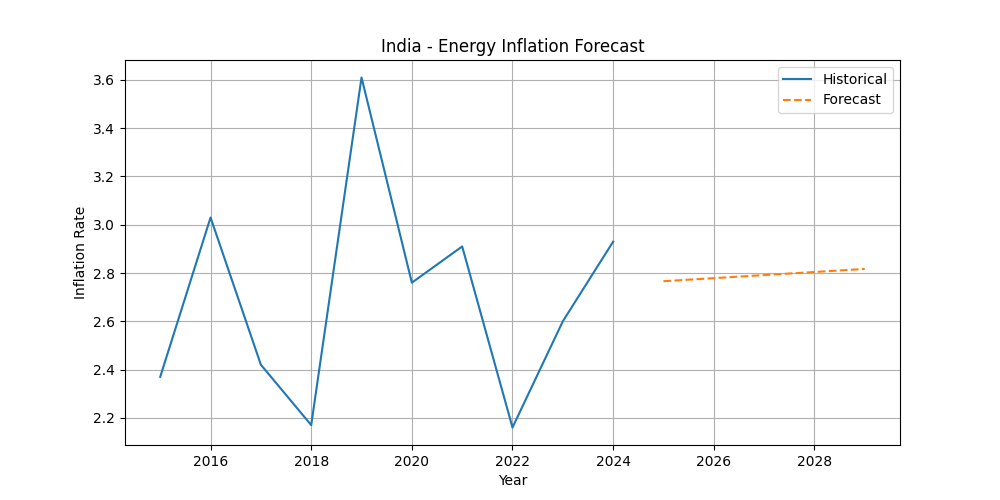 India - Energy Inflation Forecast
Historical
Forecast
Inflation Rate
3.6
3.4
3.2
3.0
2.8
2.6
2.4
2.2
2016 2018 2020 2022 2024 2026 2028
Year